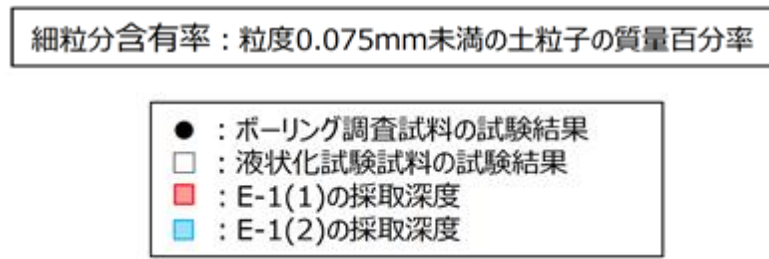 細粒分含有率：粒度0.075mm未満の土粒子の質量百分率
●：ボーリング調査試料の試験結果
□：液状化試験試料の試験結果
：E-1(1)の採取深度
：E-1(2)の採取深度